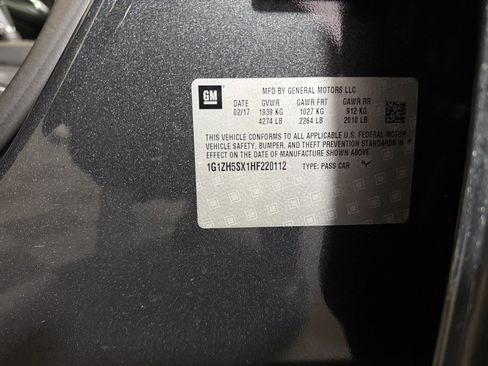 MFD BY GENERAL MOTORS LLC
GM
DATE GVWR GAWR FRT GAWR RR
02/17 1939 KG 1027 KG 912 KG
4274 LB 2264 LB 2010 LB
THIS VEHICLE CONFORMS TO ALL APPLICABLE U.S. FEDERAL MOTOR
VEHICLE SAFETY, BUMPER, AND THEFT PREVENTION STANDARDS IN
EFFECT ON THE DATE OF MANUFACTURE SHOWN ABOVE.
1G1ZH5SX1HF220112 TYPE: PASS CAR